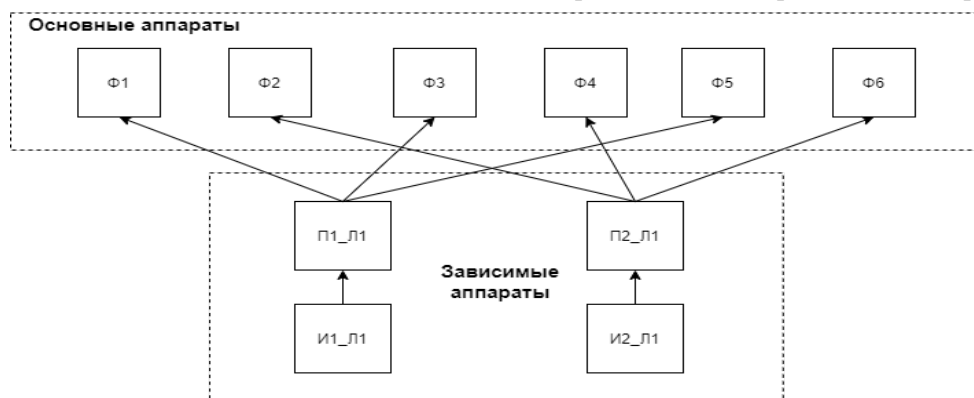 Основные аппараты
Ф1
Ф2
Ф3
Ф4
Ф5
Ф6
П1_Л1
П2_Л1
Зависимые
аппараты
И1_Л1
И2_Л1